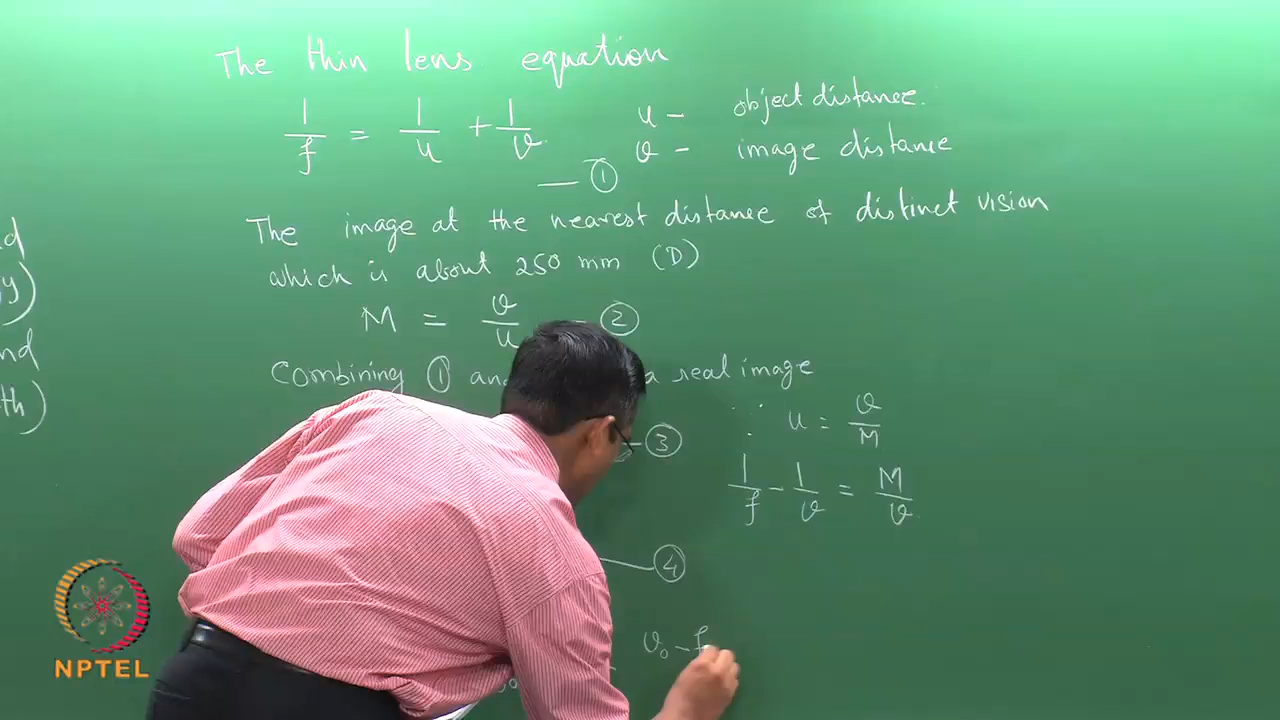 The thin lens equation
1/f = 1/u + 1/v u - object distance.
— ① v - image distance
The image at the nearest distance of distinct vision
which is about 250 mm (D)
M = v/u — ②
Combining ① and a real image
— ③
∵ u = v/M
1/f - 1/v = M/v
— ④
v₀ - f
d
y)
nd
th)
NPTEL